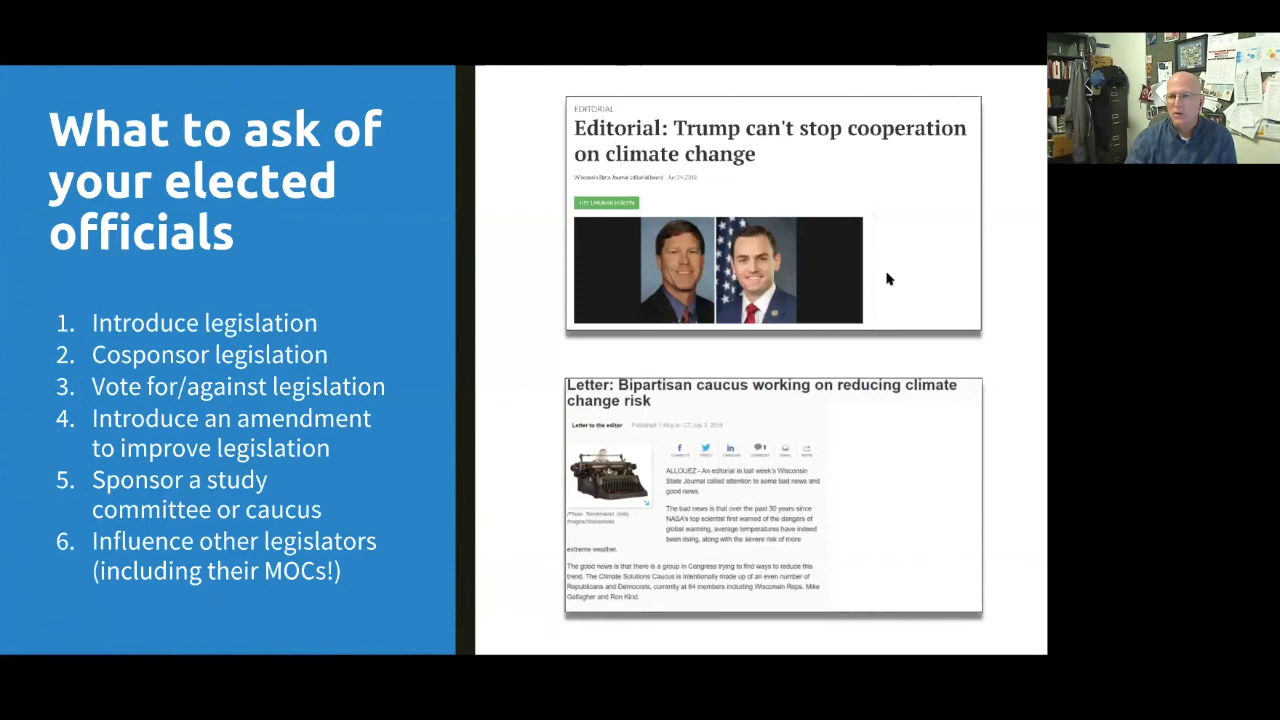 What to ask of
your elected
officials
1. Introduce legislation
2. Cosponsor legislation
3. Vote for/against legislation
4. Introduce an amendment
to improve legislation
5. Sponsor a study
committee or caucus
6. Influence other legislators
(including their MOCs!)
EDITORIAL
Editorial: Trump can't stop cooperation
on climate change
Wisconsin State Journal editorial board Jun 24, 2018
Letter: Bipartisan caucus working on reducing climate
change risk
Letter to the editor
ALLOUEZ - An editorial in last week's Wisconsin
State Journal called attention to some bad news and
good news.
The bad news is that over the past 30 years since
NASA's top scientist first warned of the dangers of
global warming, average temperatures have indeed
been rising, along with the severe risk of more
extreme weather.
The good news is that there is a group in Congress trying to find ways to reduce this
trend. The Climate Solutions Caucus is intentionally made up of an even number of
Republicans and Democrats, currently at 84 members including Wisconsin Reps. Mike
Gallagher and Ron Kind.